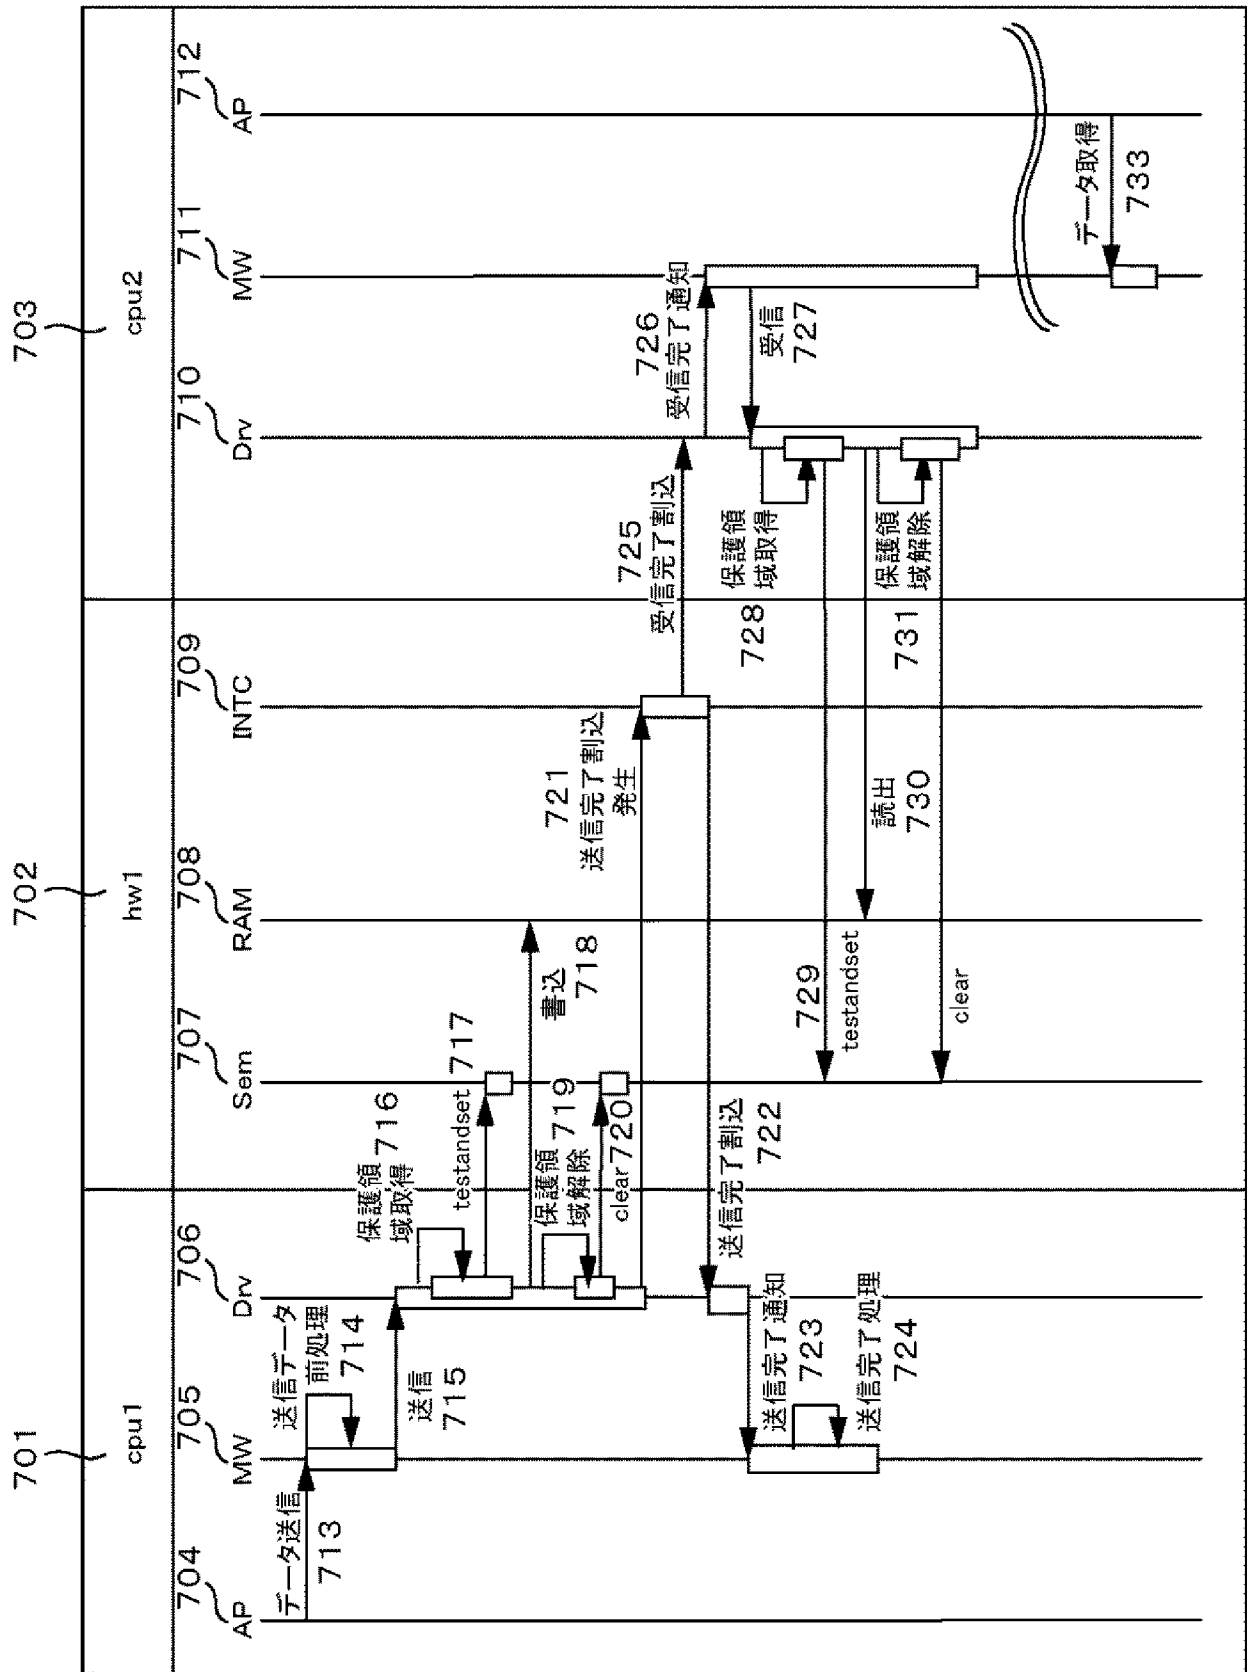 701
702
703
cpu1
hw1
cpu2
704
705
706
707
708
709
710
711
712
AP
MW
Drv
Sem
RAM
INTC
Drv
MW
AP
データ送信
713
送信データ
前処理
714
送信
715
保護領
域取得
716
testandset
717
書込
718
保護領
域解除
719
clear
720
721
送信完了割込
発生
送信完了割込
722
送信完了通知
723
送信完了処理
724
725
受信完了割込
726
受信完了通知
受信
727
保護領
域取得
728
729
testandset
読出
730
保護領
域解除
731
clear
データ取得
733